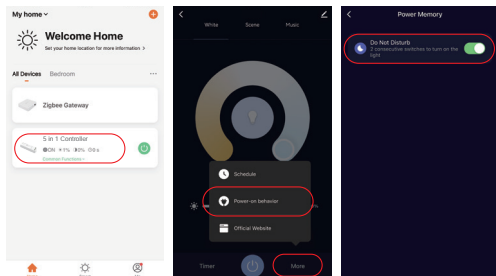 My home
Welcome Home
Set your home location for more information >
All Devices Bedroom
Zigbee Gateway
5 in 1 Controller
ON
Common Functions
White Scene Music
Schedule
Power-on behavior
Official Website
Timer More
Power Memory
Do Not Disturb
2 consecutive switches to turn on the
light